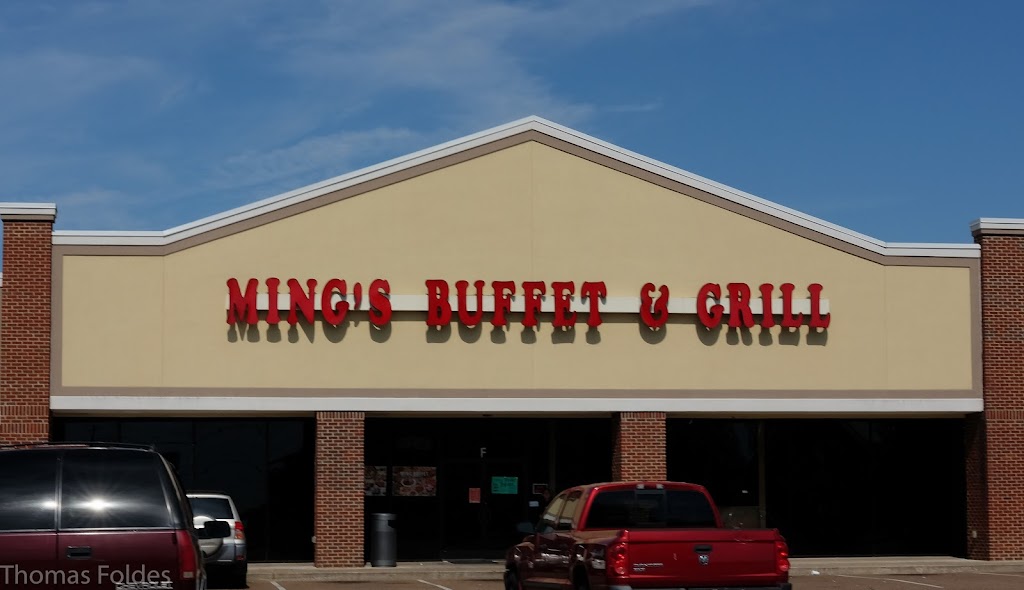 MING'S BUFFET & GRILL
F
Thomas Foldes